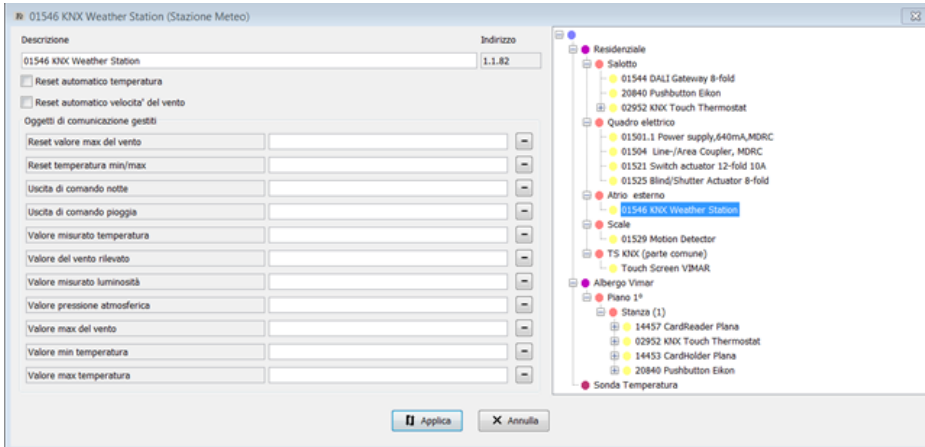 01546 KNX Weather Station (Stazione Meteo)
Descrizione
Indirizzo
01546 KNX Weather Station
1.1.82
Reset automatico temperatura
Reset automatico velocita' del vento
Oggetti di comunicazione gestiti
Reset valore max del vento
Reset temperatura min/max
Uscita di comando notte
Uscita di comando pioggia
Valore misurato temperatura
Valore del vento rilevato
Valore misurato luminosità
Valore pressione atmosferica
Valore max del vento
Valore min temperatura
Valore max temperatura
Applica
Annulla
Residenziale
Salotto
01544 DALI Gateway 8-fold
20840 Pushbutton Eikon
02952 KNX Touch Thermostat
Quadro elettrico
01501.1 Power supply,640mA,MDRC
01504 Line-/Area Coupler, MDRC
01521 Switch actuator 12-fold 10A
01525 Blind/Shutter Actuator 8-fold
Atrio esterno
01546 KNX Weather Station
Scale
01529 Motion Detector
TS KNX (parte comune)
Touch Screen VIMAR
Albergo Vimar
Piano 1º
Stanza (1)
14457 CardReader Plana
02952 KNX Touch Thermostat
14453 CardHolder Plana
20840 Pushbutton Eikon
Sonda Temperatura